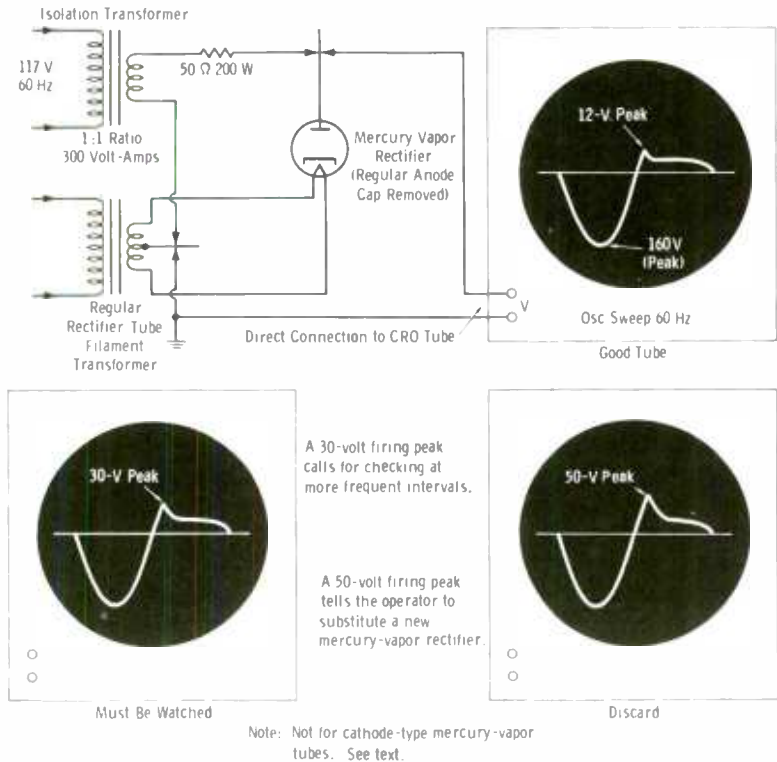 Isolation Transformer
117 V
60 Hz
1:1 Ratio
300 Volt-Amps
50 Ω 200 W
Mercury Vapor
Rectifier
(Regular Anode
Cap Removed)
12-V Peak
160V
(Peak)
Osc Sweep 60 Hz
V
Good Tube
Regular
Rectifier Tube
Filament
Transformer
Direct Connection to CRO Tube
30-V Peak
Must Be Watched
A 30-volt firing peak
calls for checking at
more frequent intervals.
A 50-volt firing peak
tells the operator to
substitute a new
mercury-vapor rectifier.
50-V Peak
Discard
Note: Not for cathode-type mercury-vapor
tubes. See text.